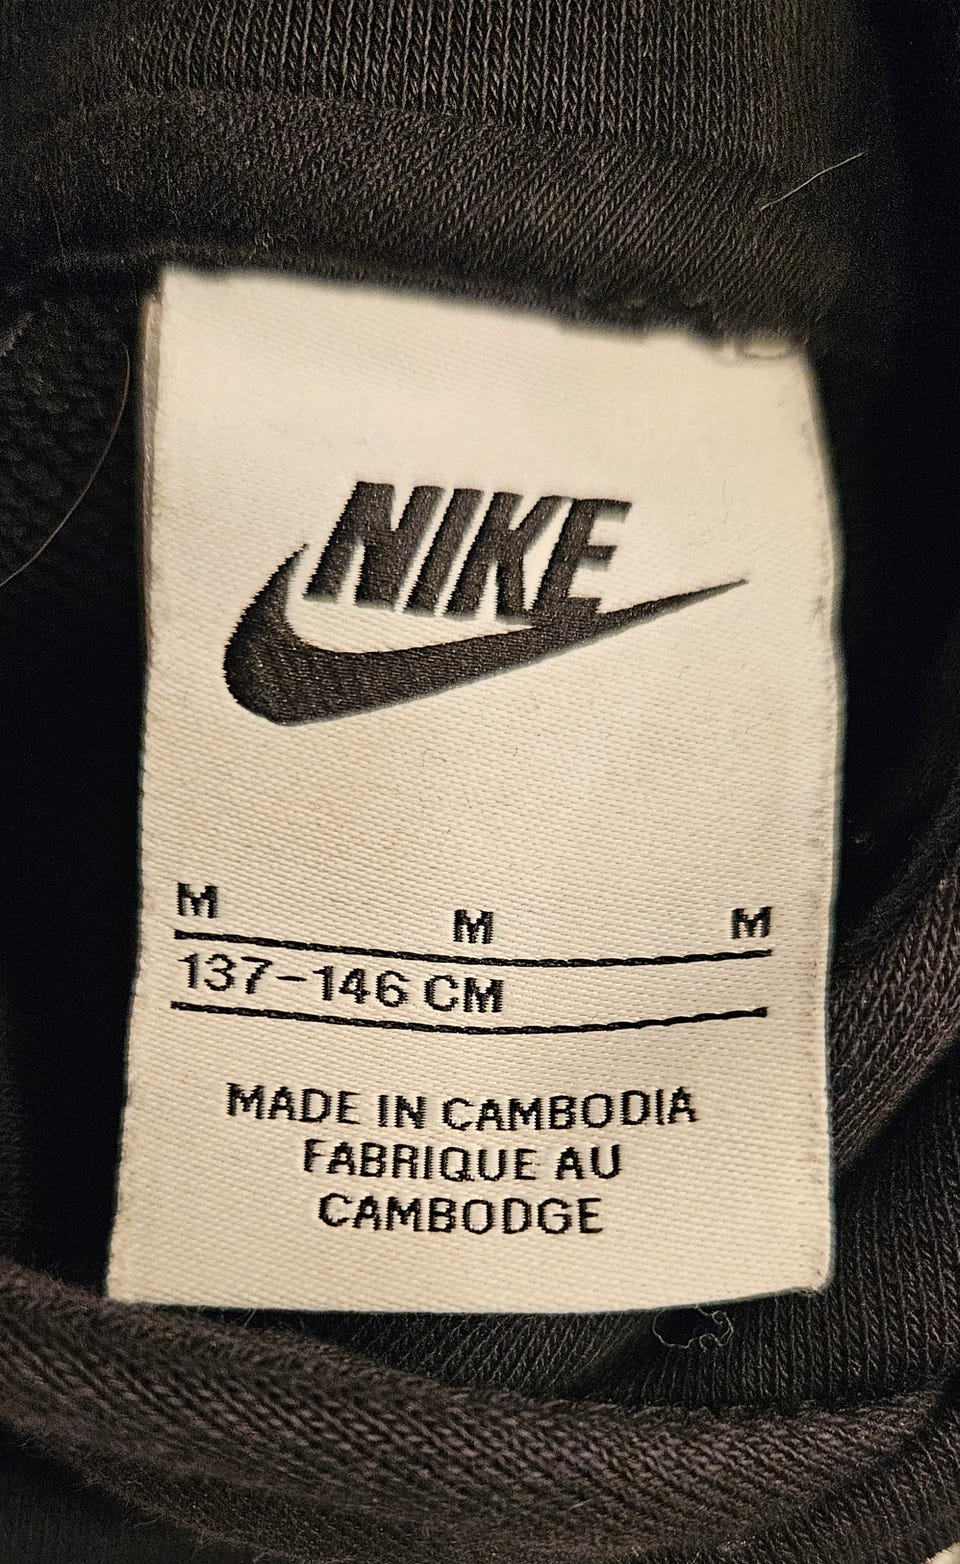 NIKE
M M M
137-146 CM
MADE IN CAMBODIA
FABRIQUE AU
CAMBODGE